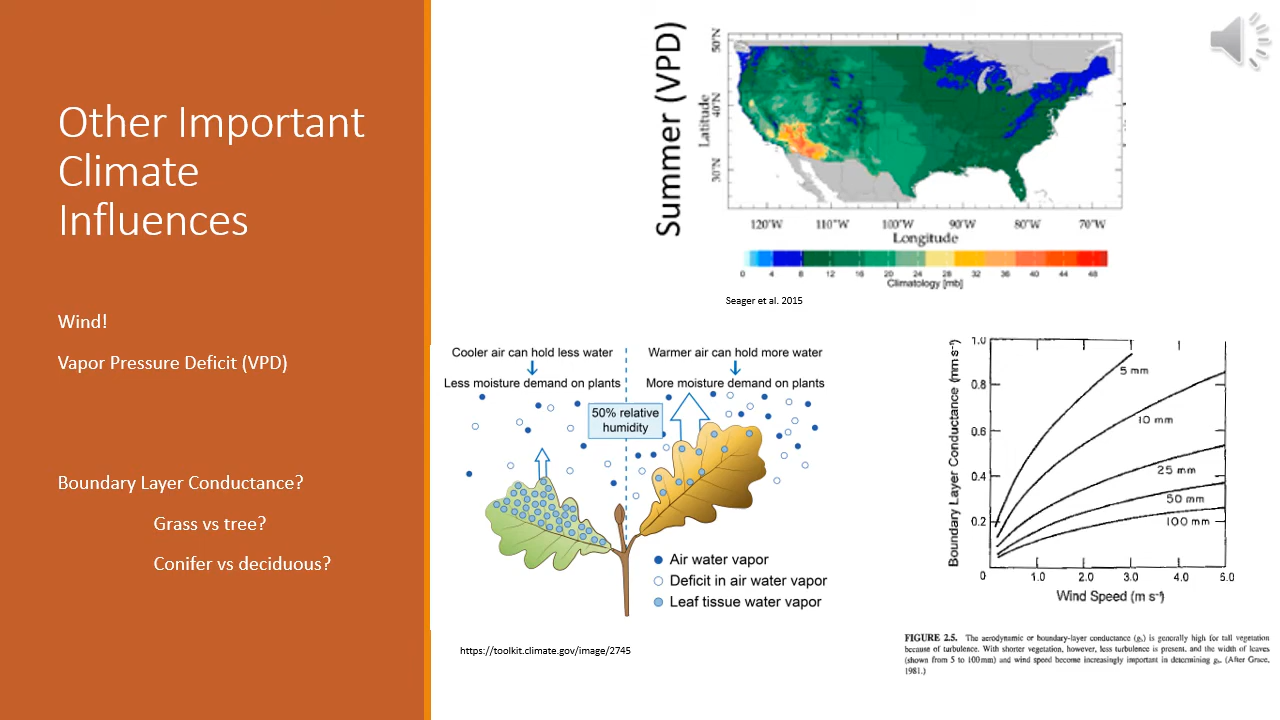 Other Important
Climate
Influences
Wind!
Vapor Pressure Deficit (VPD)
Boundary Layer Conductance?
Grass vs tree?
Conifer vs deciduous?
Summer (VPD)
Latitude
50°N
40°N
30°N
120°W 110°W 100°W 90°W 80°W 70°W
Longitude
0 4 8 12 16 20 24 28 32 36 40 44 48
Climatology [mb]
Seager et al. 2015
Cooler air can hold less water
Less moisture demand on plants
Warmer air can hold more water
More moisture demand on plants
50% relative
humidity
Air water vapor
Deficit in air water vapor
Leaf tissue water vapor
https://toolkit.climate.gov/image/2745
Boundary Layer Conductance (mm s⁻¹)
1.0
0.8
0.6
0.4
0.2
0
5 mm
10 mm
25 mm
50 mm
100 mm
1.0 2.0 3.0 4.0 5.0
Wind Speed (m s⁻¹)
FIGURE 2.5. The aerodynamic or boundary-layer conductance (gₐ) is generally high for tall vegetation
because of turbulence. With shorter vegetation, however, less turbulence is present, and the width of leaves
(shown from 5 to 100mm) and wind speed become increasingly important in determining gₐ. (After Grace,
1981.)